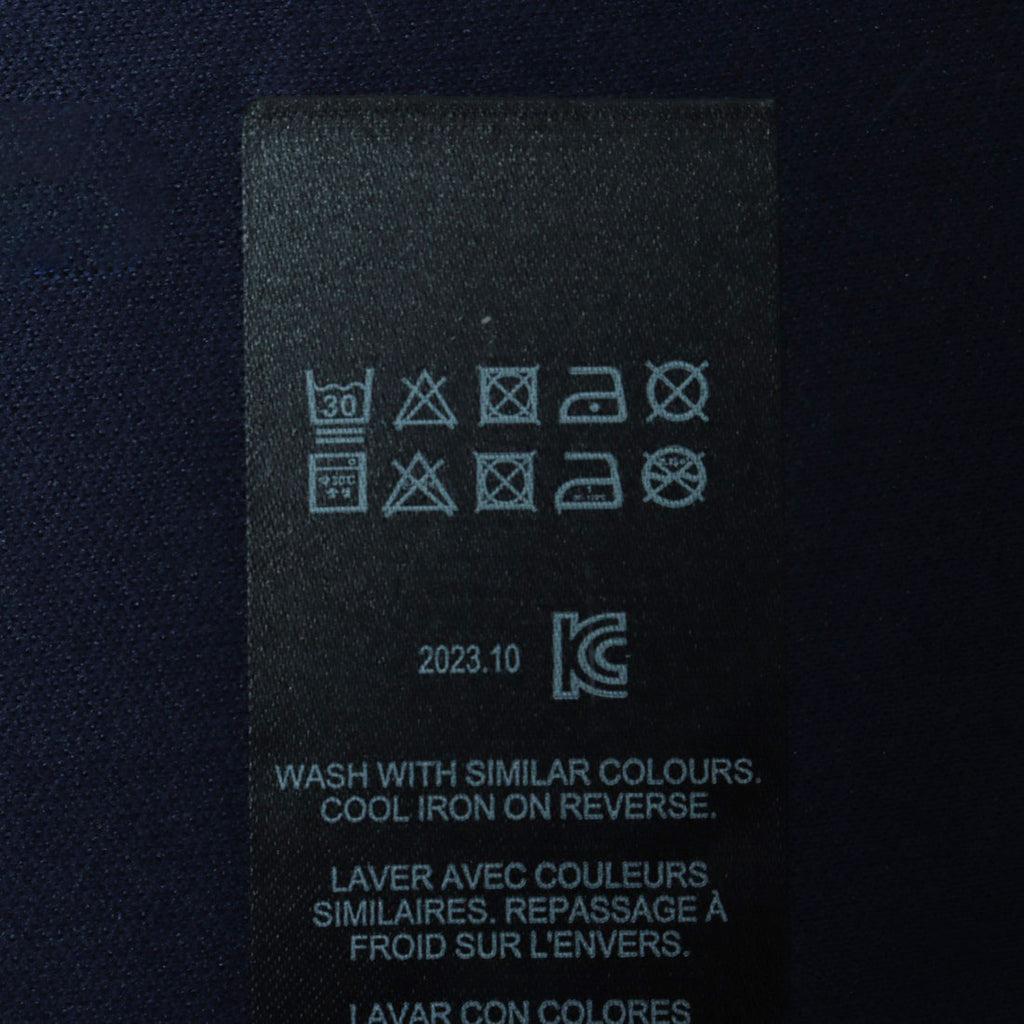 30
2023.10
WASH WITH SIMILAR COLOURS.
COOL IRON ON REVERSE.
LAVER AVEC COULEURS
SIMILAIRES. REPASSAGE À
FROID SUR L'ENVERS.
LAVAR CON COLORES